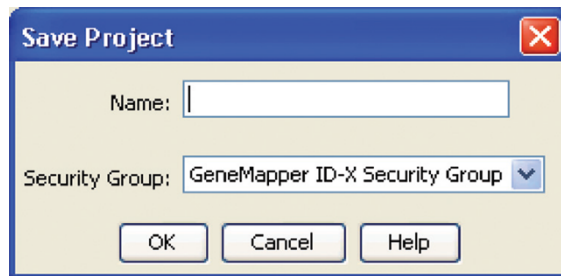 Save Project
Name:
Security Group: GeneMapper ID-X Security Group
OK Cancel Help